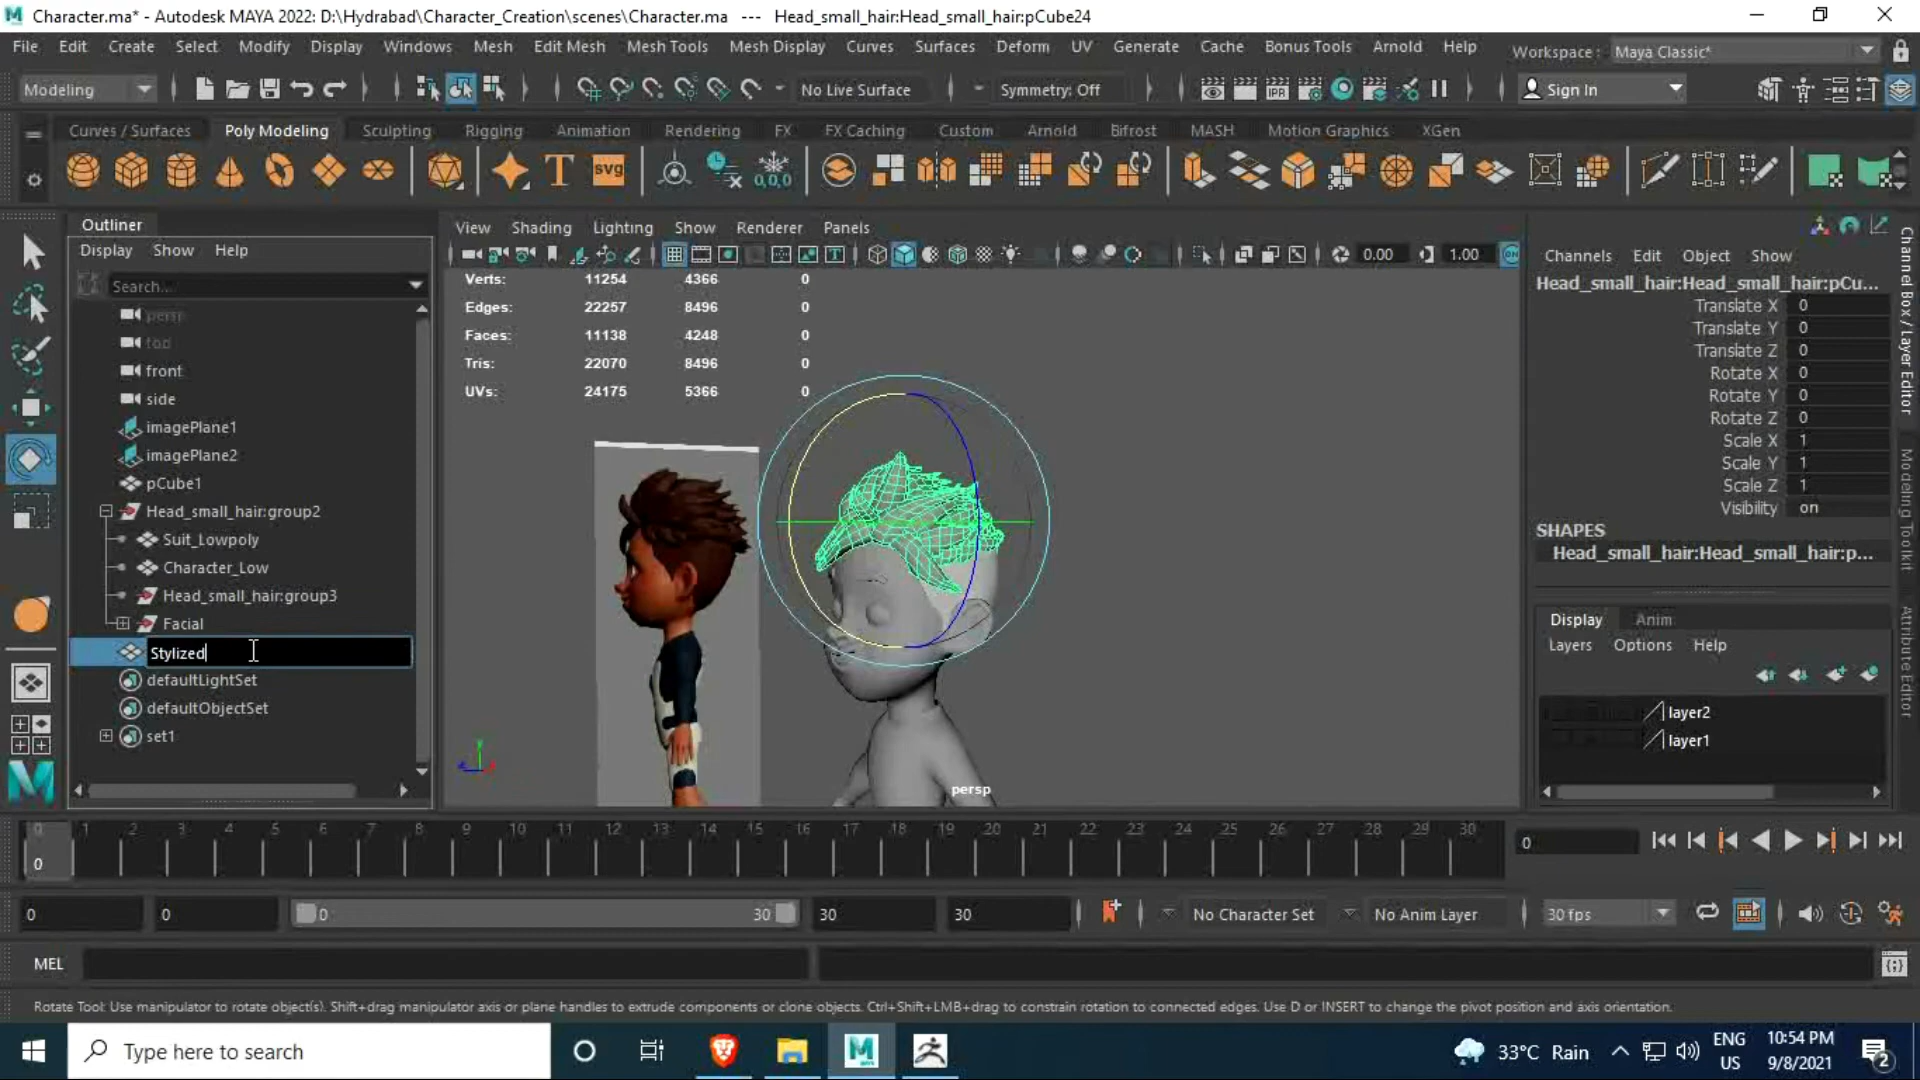 Character.ma* - Autodesk MAYA 2022: D:\Hydrabad\Character_Creation\scenes\Character.ma --- Head_small_hair:Head_small_hair:pCube24
File Edit Create Select Modify Display Windows Mesh Edit Mesh Mesh Tools Mesh Display Curves Surfaces Deform UV Generate Cache Bonus Tools Arnold Help
Workspace : Maya Classic*
Modeling No Live Surface Symmetry: Off IPR Sign In
Curves / Surfaces Poly Modeling Sculpting Rigging Animation Rendering FX FX Caching Custom Arnold Bifrost MASH Motion Graphics XGen
T SVG 0,0,0
Outliner
Display Show Help
Search...
persp
top
front
side
imagePlane1
imagePlane2
pCube1
Head_small_hair:group2
Suit_Lowpoly
Character_Low
Head_small_hair:group3
Facial
Stylized
defaultLightSet
defaultObjectSet
set1
View Shading Lighting Show Renderer Panels
0.00 1.00
Verts: 11254 4366 0
Edges: 22257 8496 0
Faces: 11138 4248 0
Tris: 22070 8496 0
UVs: 24175 5366 0
persp
Channels Edit Object Show
Head_small_hair:Head_small_hair:pCu...
Translate X 0
Translate Y 0
Translate Z 0
Rotate X 0
Rotate Y 0
Rotate Z 0
Scale X 1
Scale Y 1
Scale Z 1
Visibility on
SHAPES
Head_small_hair:Head_small_hair:p...
Display Anim
Layers Options Help
layer2
layer1
Channel Box / Layer Editor
Modeling Toolkit
Attribute Editor
0 1 2 3 4 5 6 7 8 9 10 11 12 13 14 15 16 17 18 19 20 21 22 23 24 25 26 27 28 29 30
0 0
0 0 0 30 30 30 No Character Set No Anim Layer 30 fps
MEL
Rotate Tool: Use manipulator to rotate object(s). Shift+drag manipulator axis or plane handles to extrude components or clone objects. Ctrl+Shift+LMB+drag to constrain rotation to connected edges. Use D or INSERT to change the pivot position and axis orientation.
Type here to search
33°C Rain
ENG
US
10:54 PM
9/8/2021
2